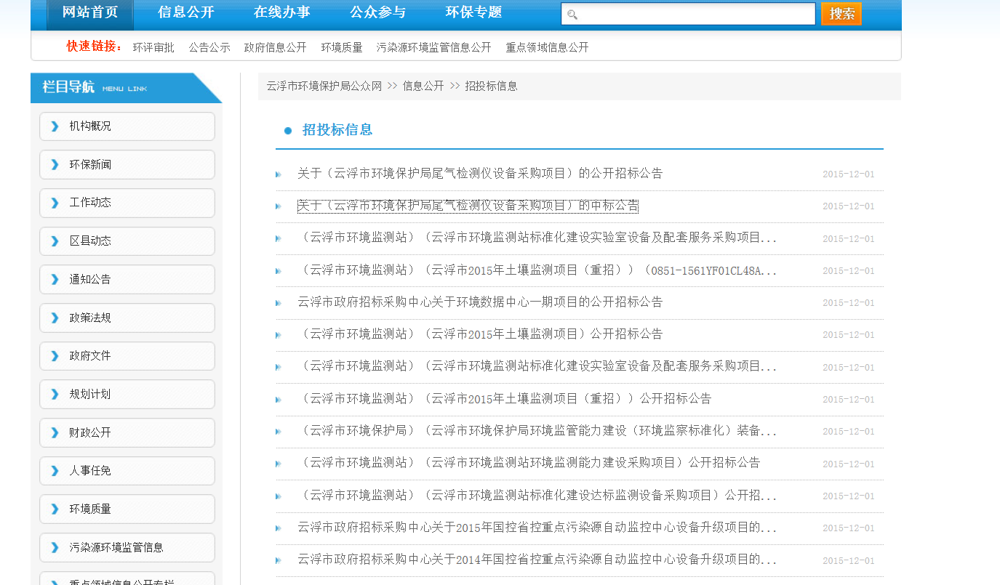 网站首页 信息公开 在线办事 公众参与 环保专题 搜索
快速链接： 环评审批 公告公示 政府信息公开 环境质量 污染源环境监管信息公开 重点领域信息公开
栏目导航 MENU LINK
机构概况
环保新闻
工作动态
区县动态
通知公告
政策法规
政府文件
规划计划
财政公开
人事任免
环境质量
污染源环境监管信息
重点领域信息公开专栏
云浮市环境保护局公众网 >> 信息公开 >> 招投标信息
招投标信息
关于（云浮市环境保护局尾气检测仪设备采购项目）的公开招标公告 2015-12-01
关于（云浮市环境保护局尾气检测仪设备采购项目）的中标公告 2015-12-01
（云浮市环境监测站）（云浮市环境监测站标准化建设实验室设备及配套服务采购项目... 2015-12-01
（云浮市环境监测站）（云浮市2015年土壤监测项目（重招））（0851-1561YF01CL48A... 2015-12-01
云浮市政府招标采购中心关于环境数据中心一期项目的公开招标公告 2015-12-01
（云浮市环境监测站）（云浮市2015年土壤监测项目）公开招标公告 2015-12-01
（云浮市环境监测站）（云浮市环境监测站标准化建设实验室设备及配套服务采购项目... 2015-12-01
（云浮市环境监测站）（云浮市2015年土壤监测项目（重招））公开招标公告 2015-12-01
（云浮市环境保护局）（云浮市环境保护局环境监管能力建设（环境监察标准化）装备... 2015-12-01
（云浮市环境监测站）（云浮市环境监测站环境监测能力建设采购项目）公开招标公告 2015-12-01
（云浮市环境监测站）（云浮市环境监测站标准化建设达标监测设备采购项目）公开招... 2015-12-01
云浮市政府招标采购中心关于2015年国控省控重点污染源自动监控中心设备升级项目的... 2015-12-01
云浮市政府招标采购中心关于2014年国控省控重点污染源自动监控中心设备升级项目的... 2015-12-01